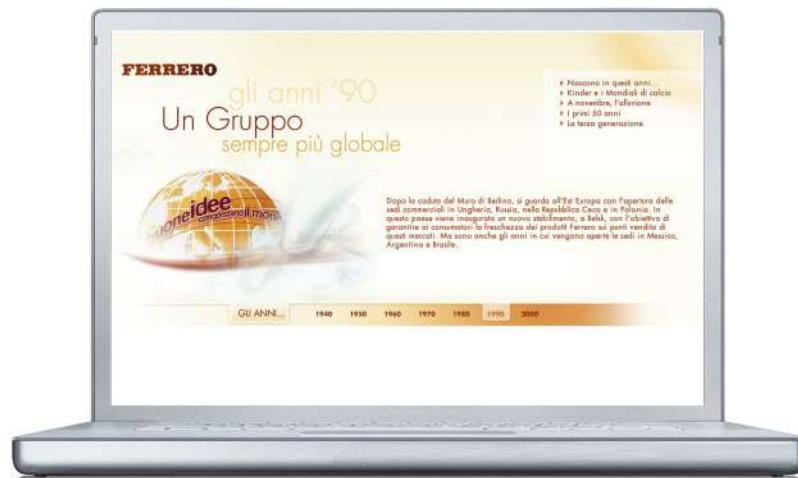 FERRERO
gli anni '90
Un Gruppo
sempre più globale
Nascono in questi anni...
Kinder e i Mondiali di calcio
A novembre, l'alluvione
I primi 50 anni
La terza generazione
idee
Dopo la caduta del Muro di Berlino, si guarda all'Est Europa con l'apertura delle
sedi commerciali in Ungheria, Russia, nella Repubblica Ceca e in Polonia. In
questo paese viene inaugurato un nuovo stabilimento, a Belsk, con l'obiettivo di
garantire ai consumatori la freschezza dei prodotti Ferrero sui punti vendita di
questi mercati. Ma sono anche gli anni in cui vengono aperte le sedi in Messico,
Argentina e Brasile.
GLI ANNI... 1940 1950 1960 1970 1980 1990 2000